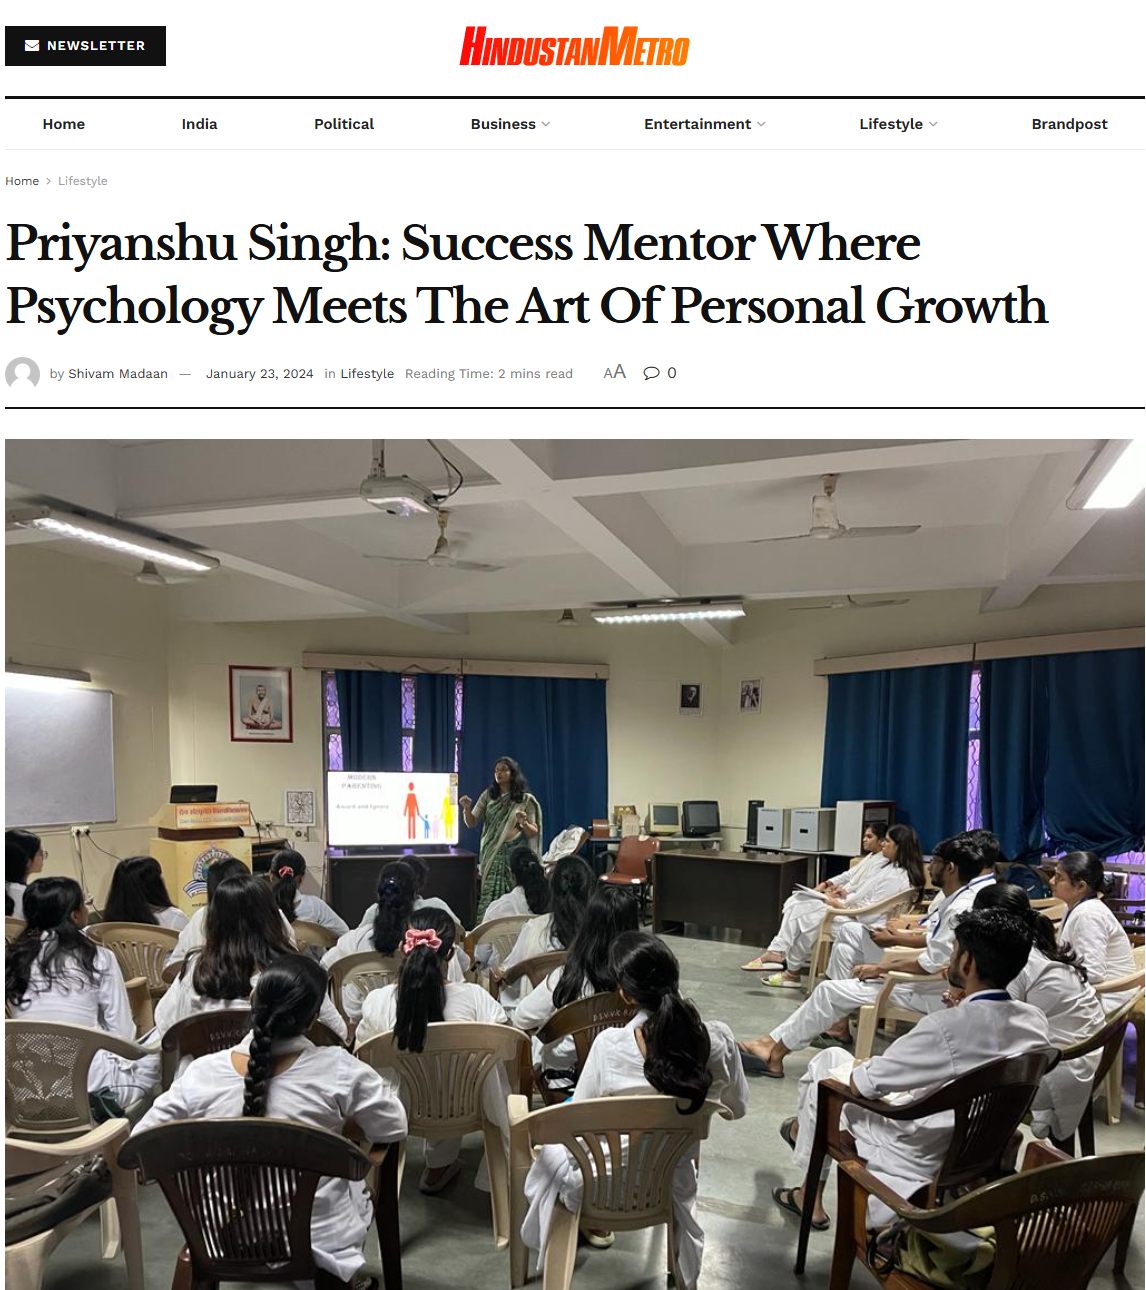 NEWSLETTER
HINDUSTANMETRO
Home
India
Political
Business
Entertainment
Lifestyle
Brandpost
Home > Lifestyle
Priyanshu Singh: Success Mentor Where
Psychology Meets The Art Of Personal Growth
by Shivam Madaan — January 23, 2024 in Lifestyle Reading Time: 2 mins read AA 0
MODERN
PARENTING